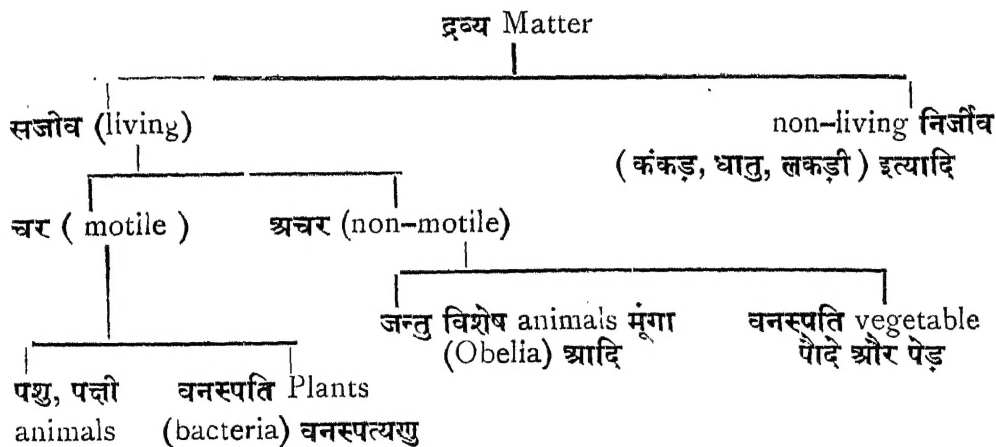 द्रव्य Matter
सजीव (living)
non-living निर्जीव
(कंकड़, धातु, लकड़ी) इत्यादि
चर ( motile )
अचर (non-motile)
जन्तु विशेष animals मूंगा
(Obelia) आदि
वनस्पति vegetable
पौदे और पेड़
पशु, पक्षी
animals
वनस्पति Plants
(bacteria) वनस्पत्यणु